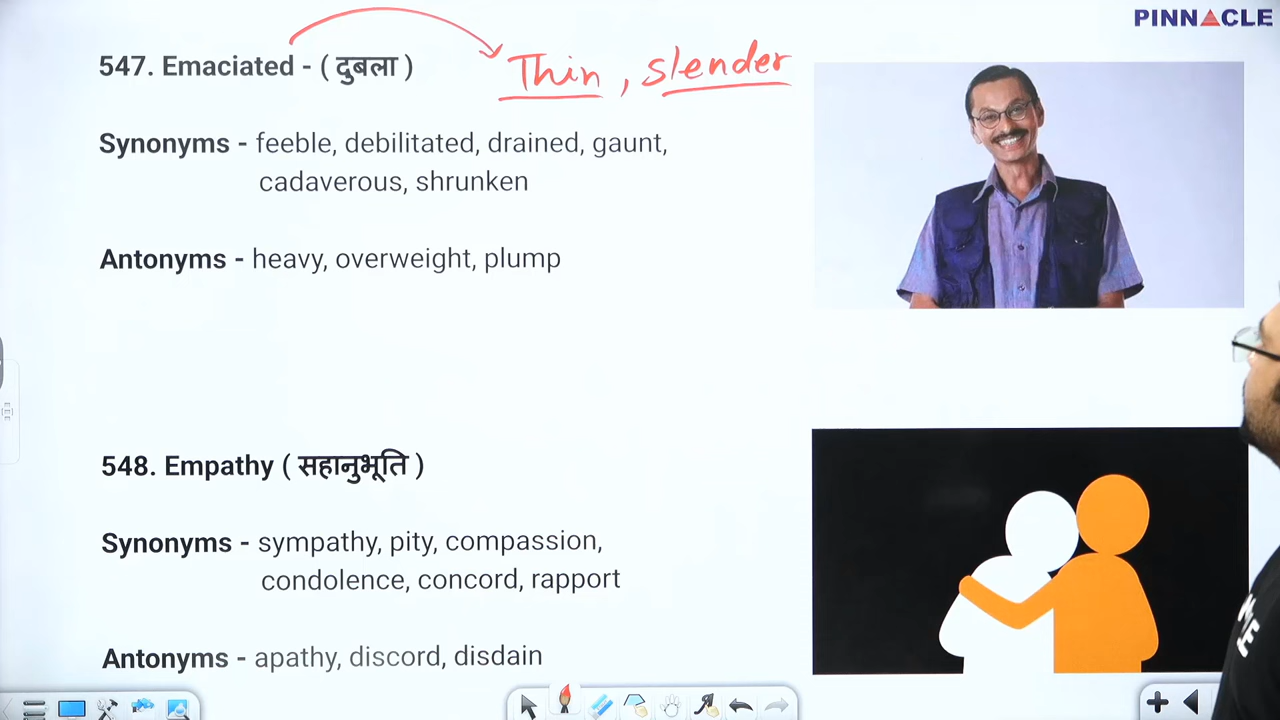 PINNACLE
547. Emaciated - ( दुबला )
Thin, slender
Synonyms - feeble, debilitated, drained, gaunt,
cadaverous, shrunken
Antonyms - heavy, overweight, plump
548. Empathy ( सहानुभूति )
Synonyms - sympathy, pity, compassion,
condolence, concord, rapport
Antonyms - apathy, discord, disdain